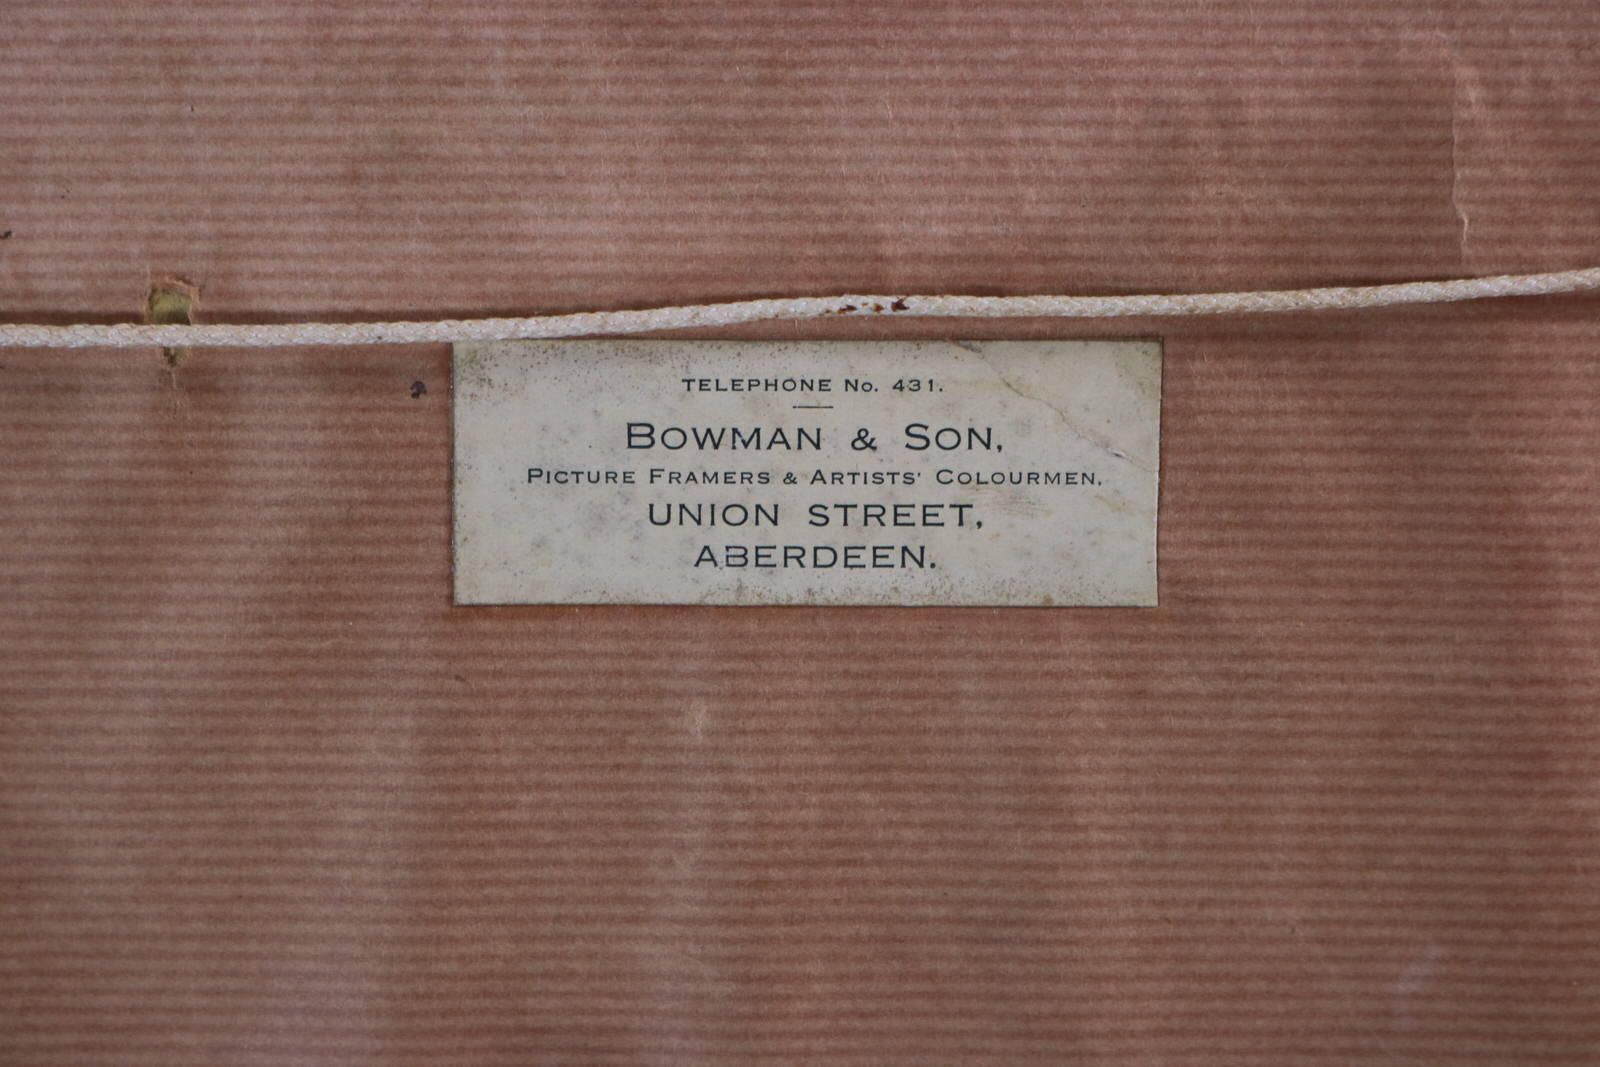 TELEPHONE No. 431.
BOWMAN & SON,
PICTURE FRAMERS & ARTISTS' COLOURMEN,
UNION STREET,
ABERDEEN.